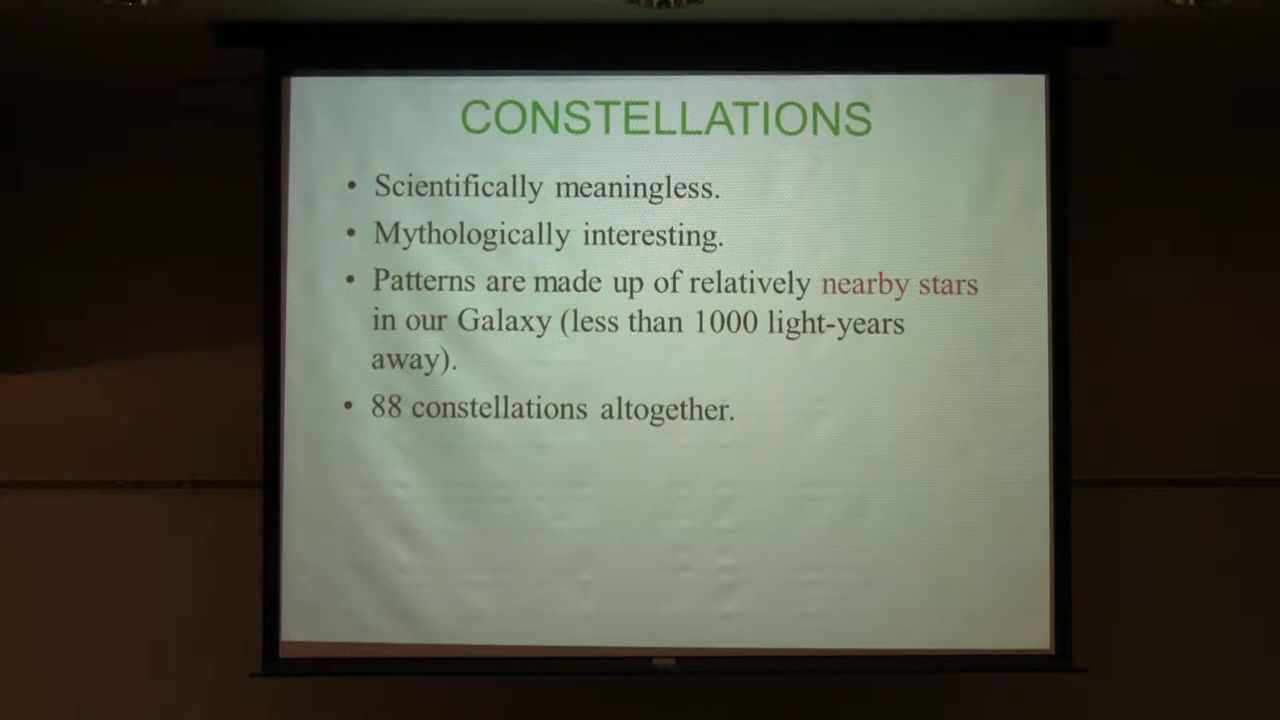 CONSTELLATIONS
• Scientifically meaningless.
• Mythologically interesting.
• Patterns are made up of relatively nearby stars
in our Galaxy (less than 1000 light-years
away).
• 88 constellations altogether.